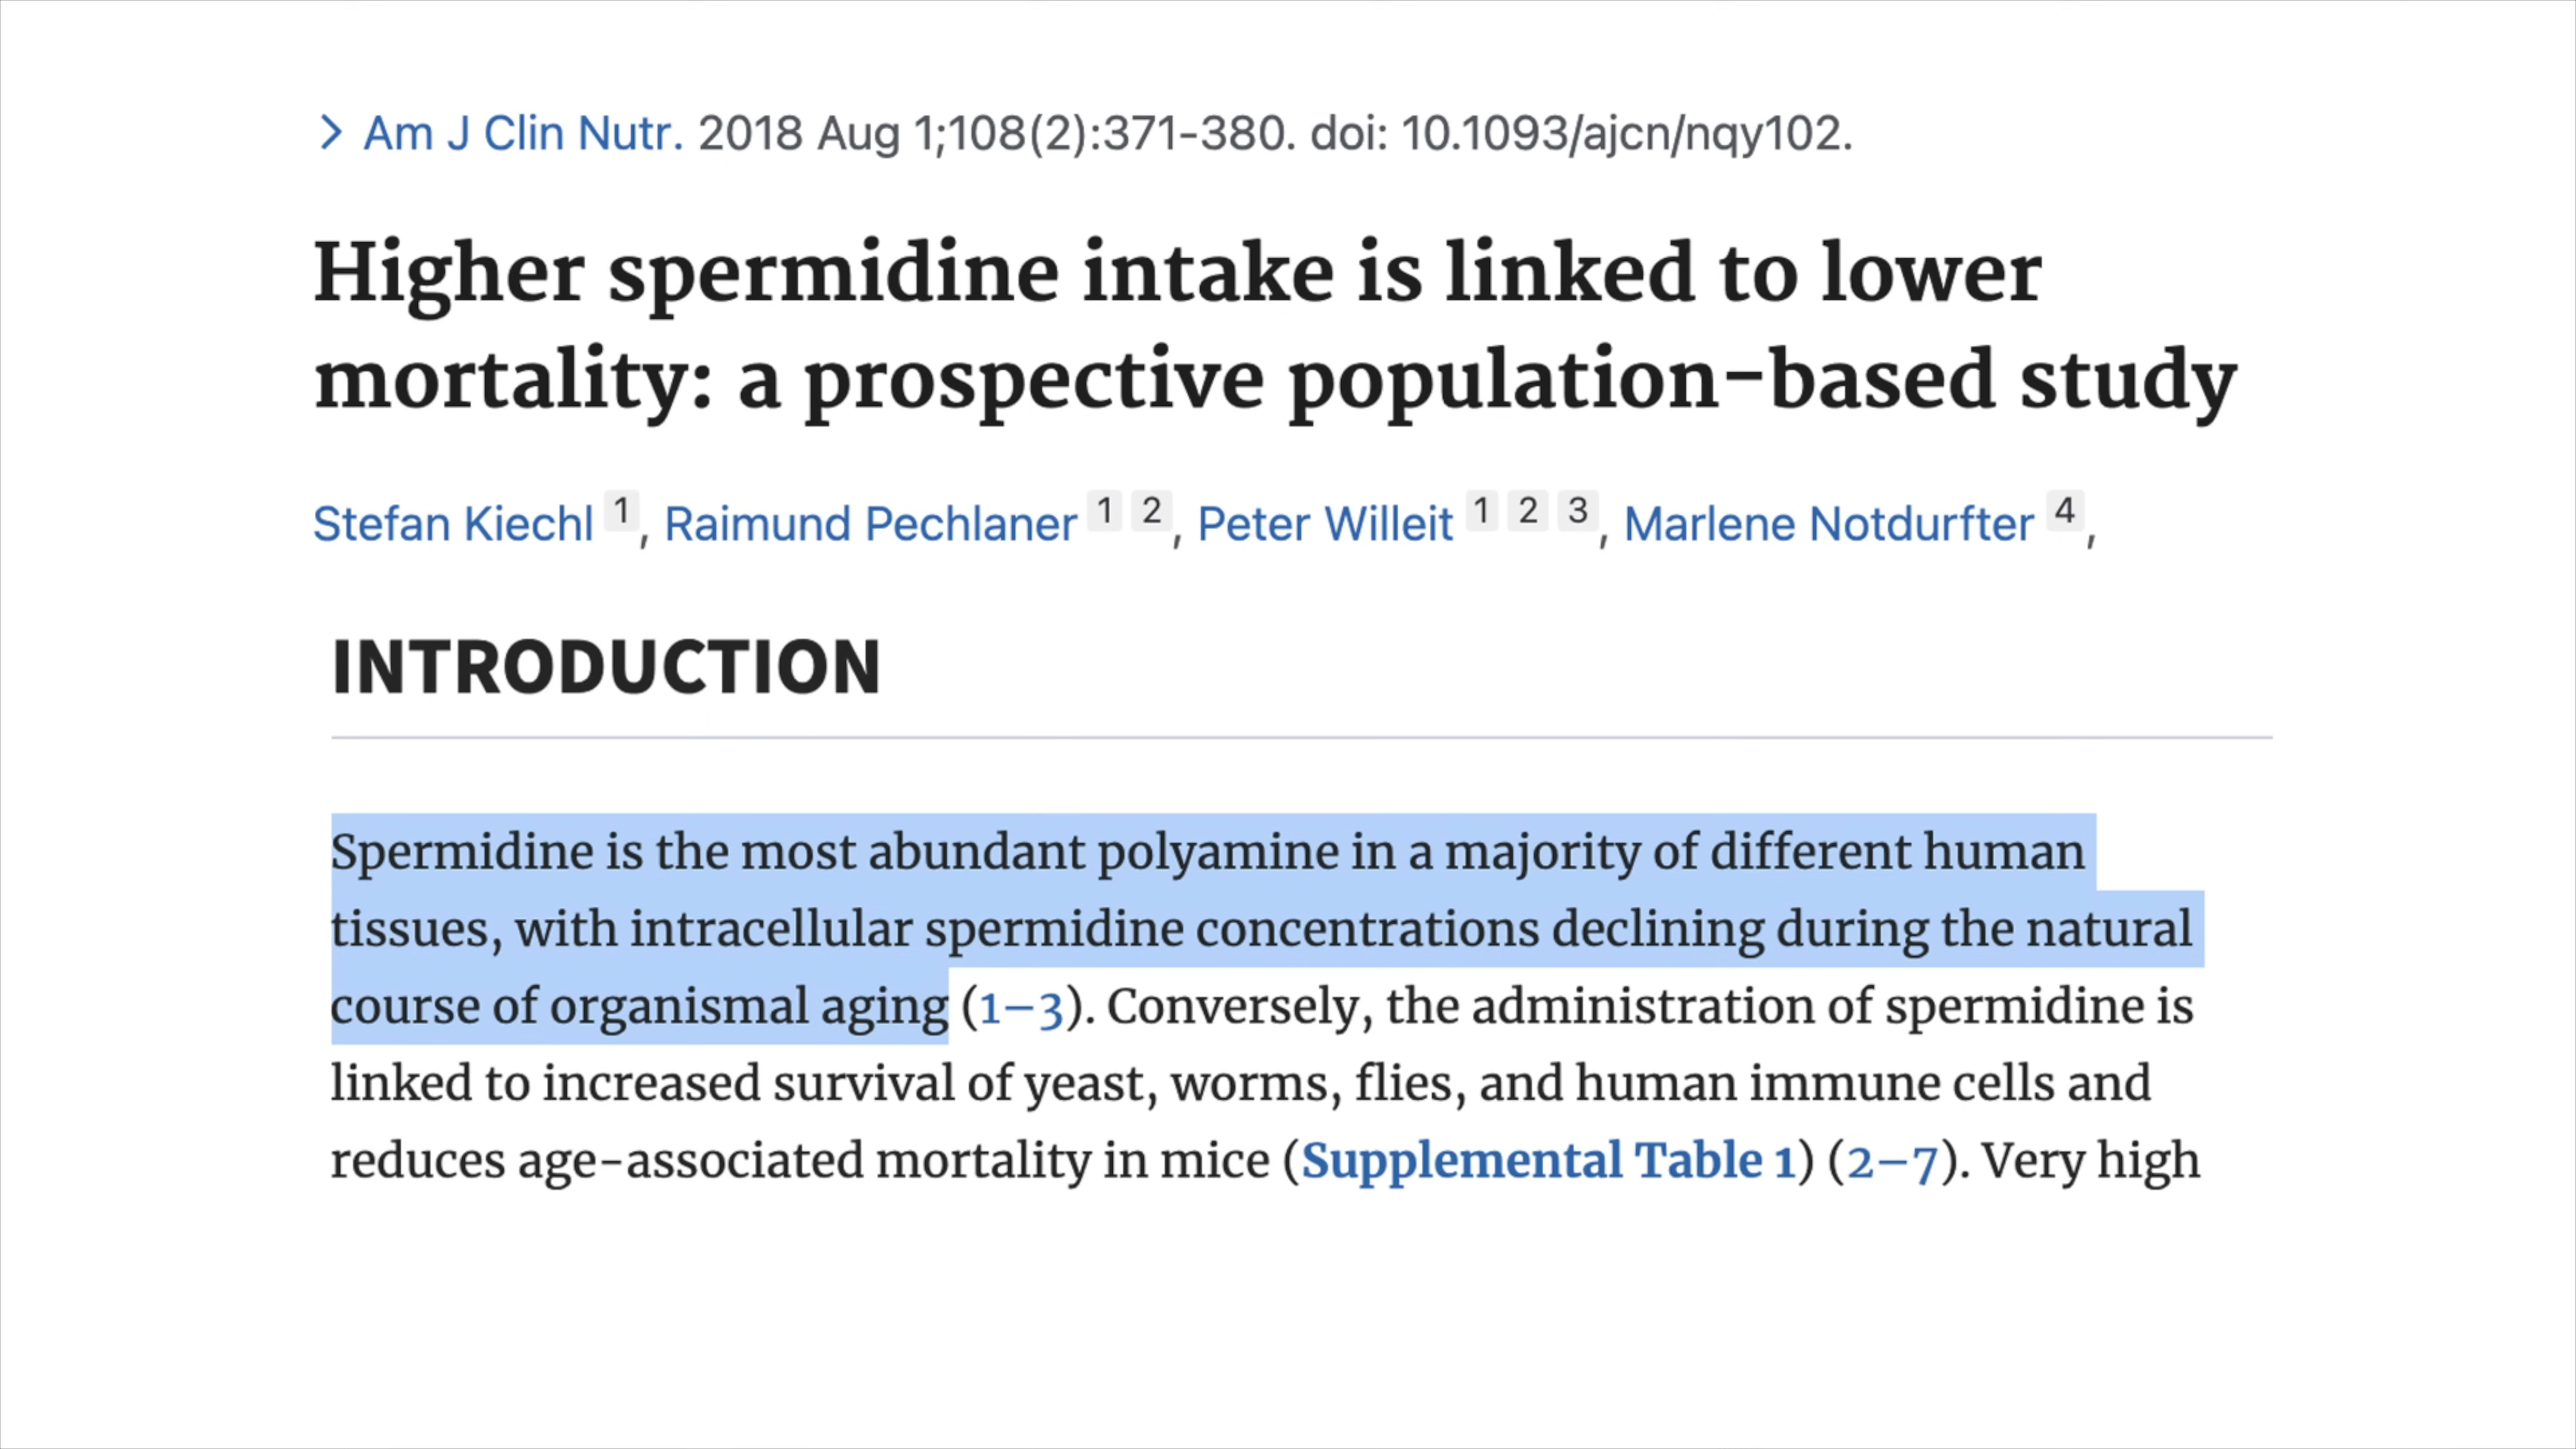 > Am J Clin Nutr. 2018 Aug 1;108(2):371-380. doi: 10.1093/ajcn/nqy102.
Higher spermidine intake is linked to lower
mortality: a prospective population-based study
Stefan Kiechl 1, Raimund Pechlaner 1 2, Peter Willeit 1 2 3, Marlene Notdurfter 4,
INTRODUCTION
Spermidine is the most abundant polyamine in a majority of different human
tissues, with intracellular spermidine concentrations declining during the natural
course of organismal aging (1–3). Conversely, the administration of spermidine is
linked to increased survival of yeast, worms, flies, and human immune cells and
reduces age-associated mortality in mice (Supplemental Table 1) (2–7). Very high